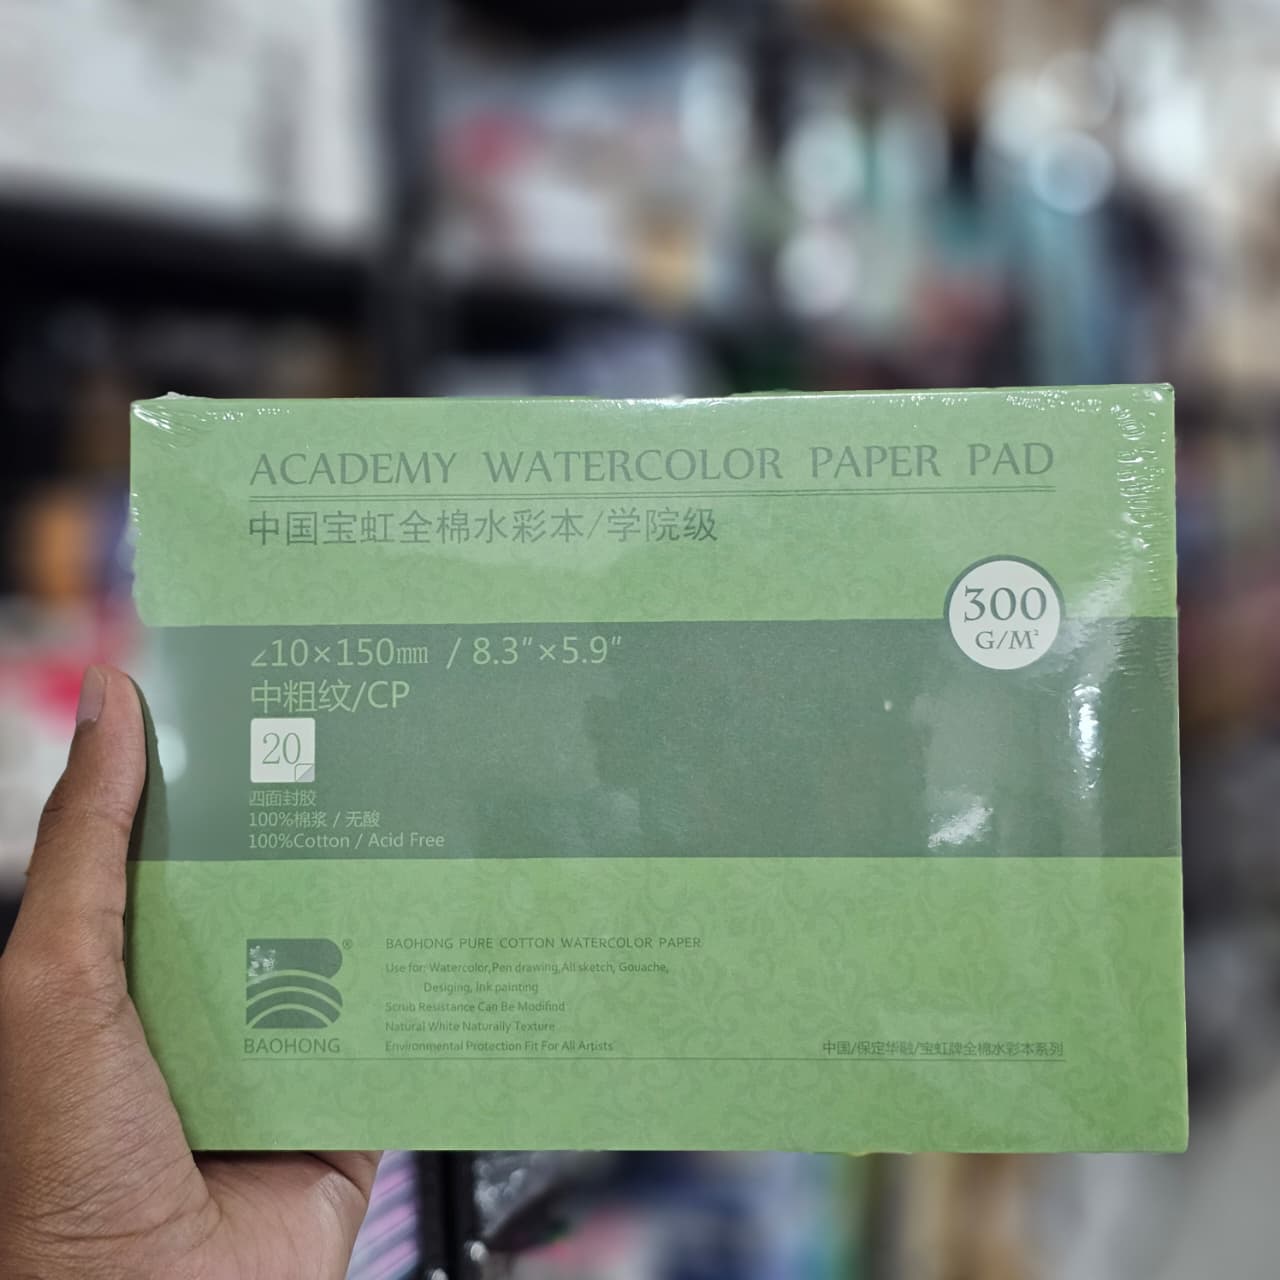 ACADEMY WATERCOLOR PAPER PAD
中国宝虹全棉水彩本/学院级
300
G/M²
210×150mm / 8.3"×5.9"
中粗纹/CP
20
四面封胶
100%棉浆 / 无酸
100%Cotton / Acid Free
BAOHONG PURE COTTON WATERCOLOR PAPER
Use for: Watercolor,Pen drawing,All sketch, Gouache,
Desiging, Ink painting
Scrub Resistance Can Be Modifind
Natural White Naturally Texture
Environmental Protection Fit For All Artists
®
BAOHONG
中国/保定华融/宝虹牌全棉水彩本系列